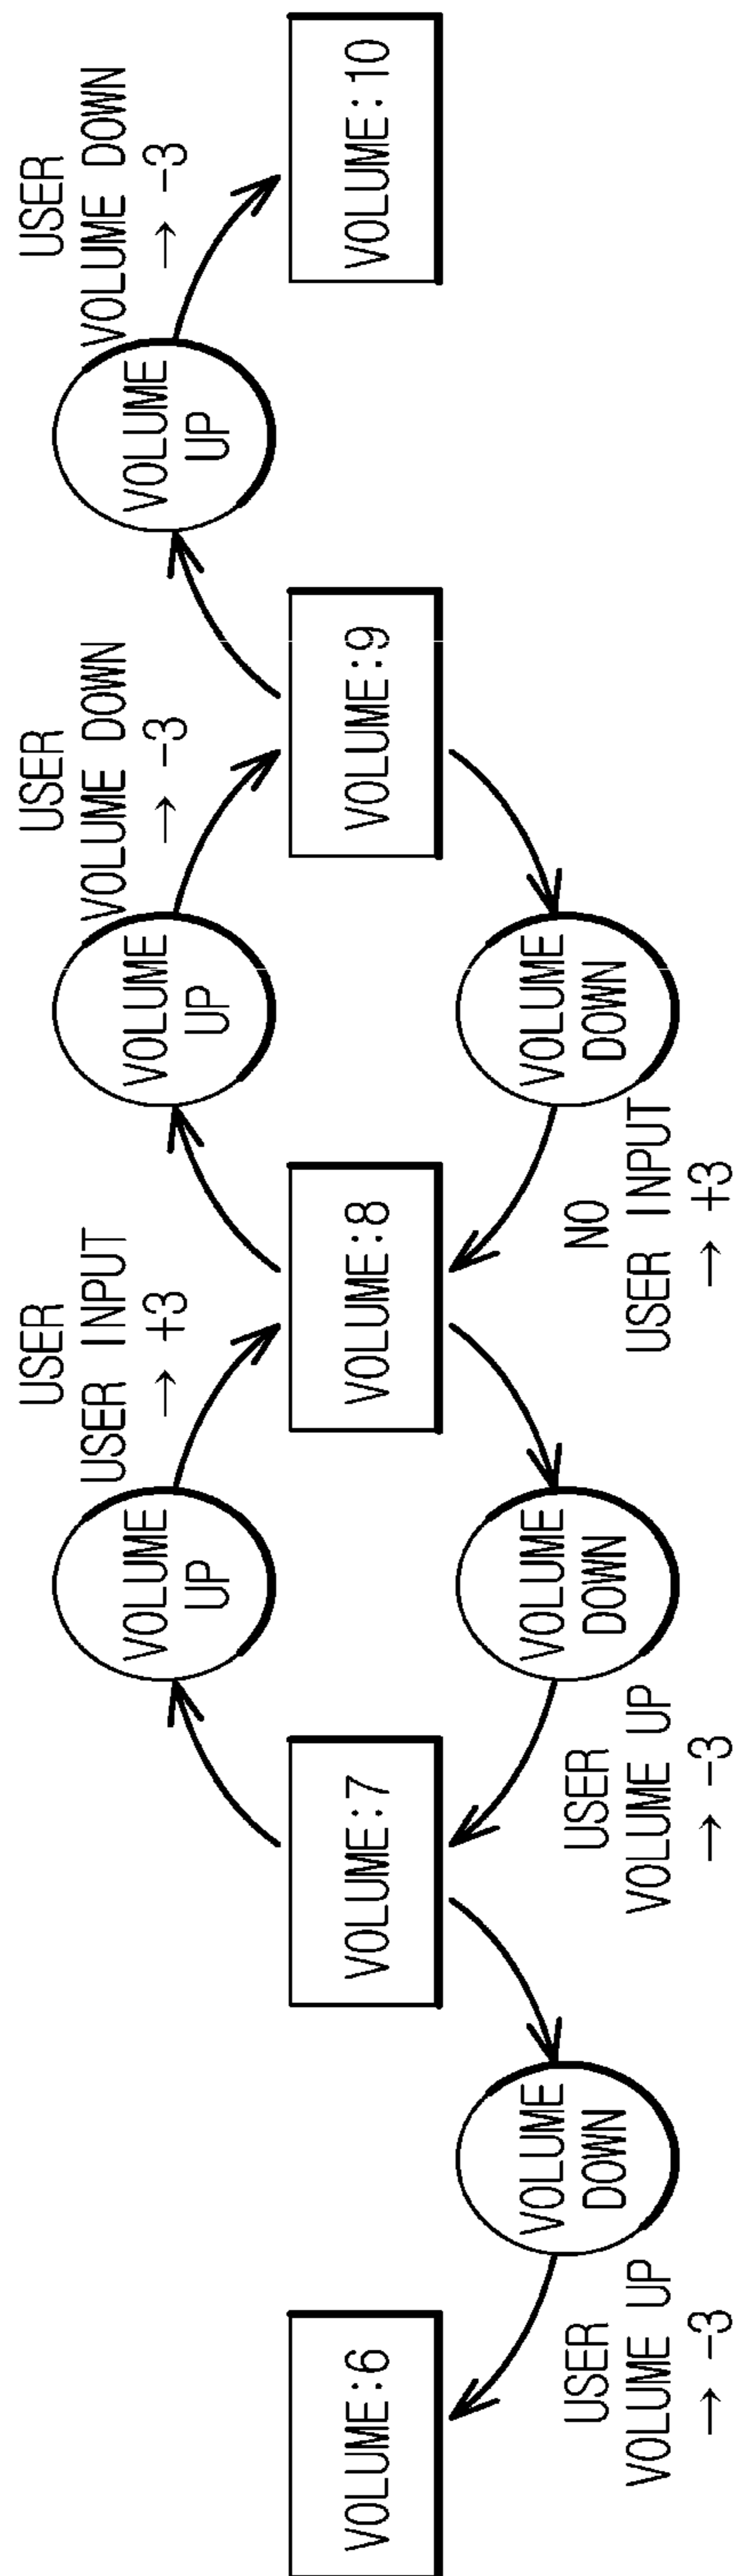 USER
USER INPUT
→ +3
USER
VOLUME DOWN
→ -3
USER
VOLUME DOWN
→ -3
VOLUME
UP
VOLUME
UP
VOLUME
UP
VOLUME:6
VOLUME:7
VOLUME:8
VOLUME:9
VOLUME:10
VOLUME
DOWN
VOLUME
DOWN
VOLUME
DOWN
USER
VOLUME UP
→ -3
USER
VOLUME UP
→ -3
NO
USER INPUT
→ +3